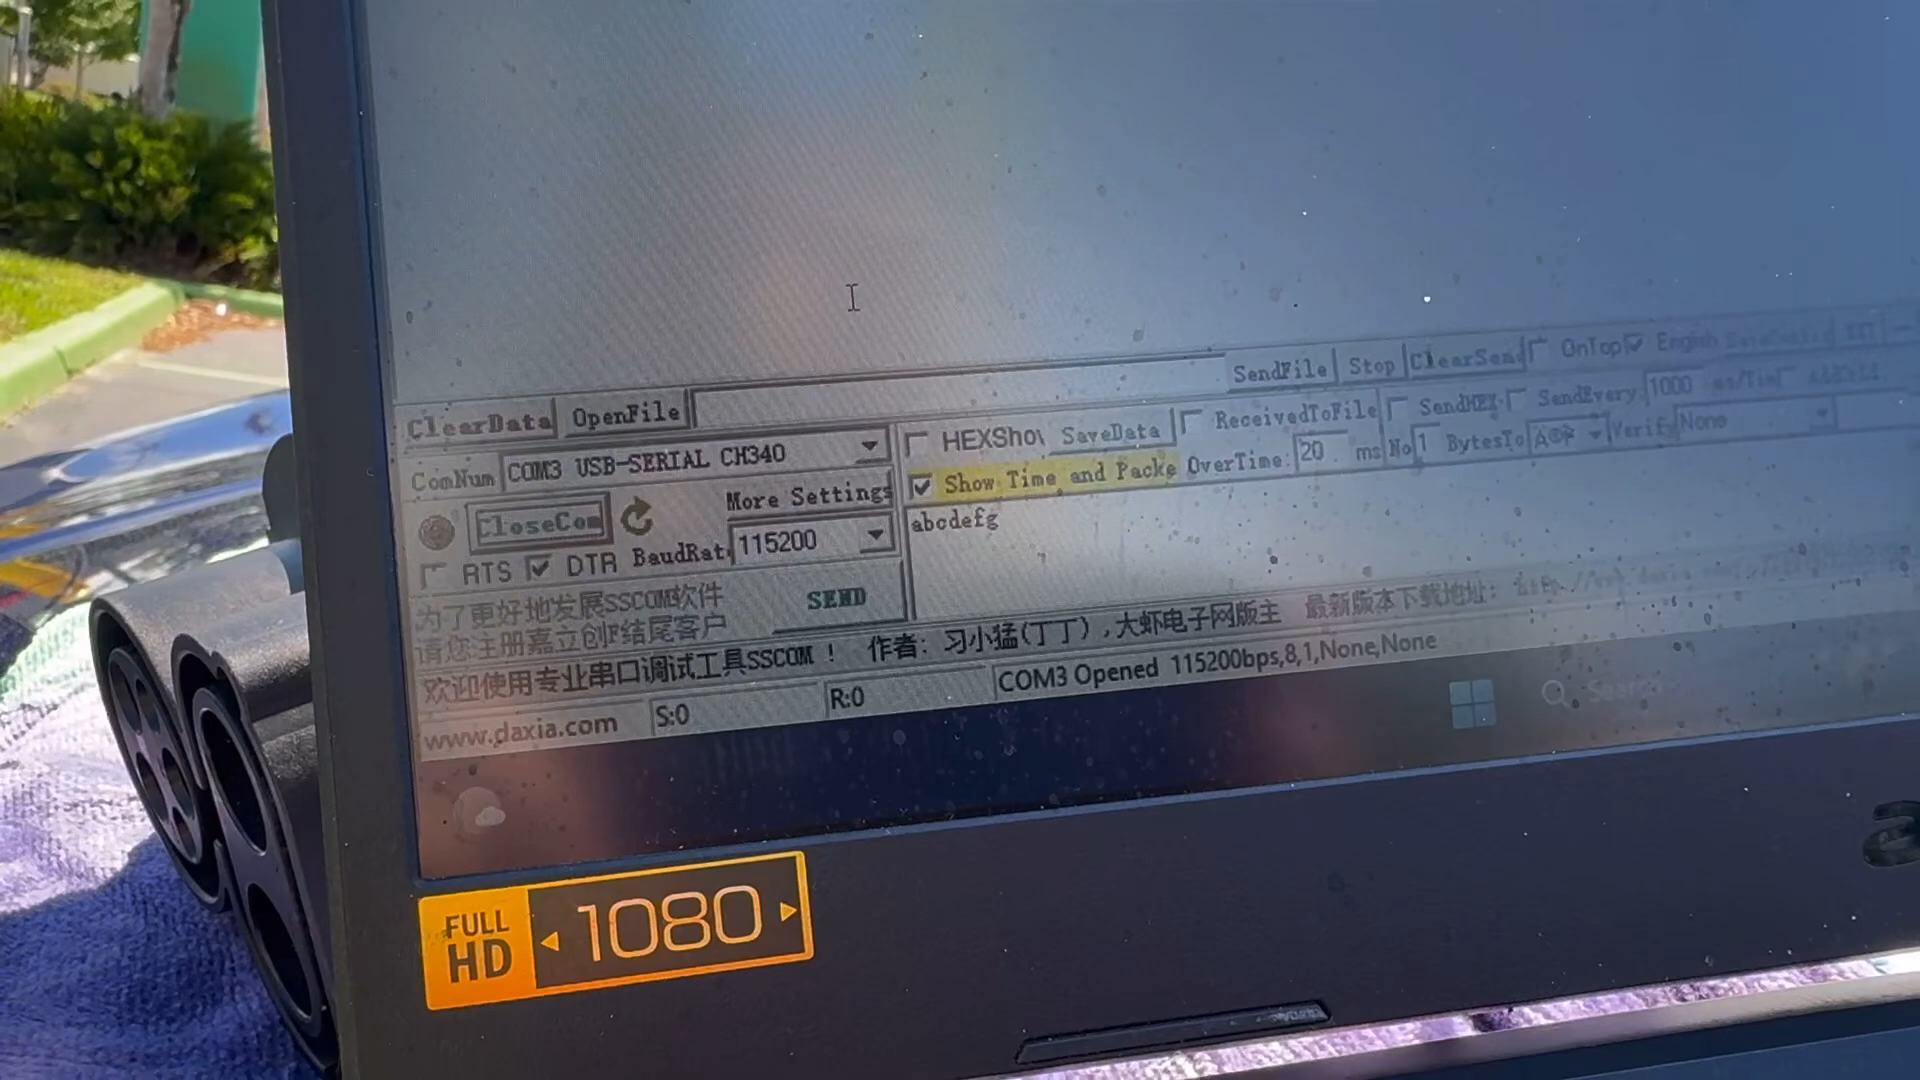 SendFile Stop ClearSend OnTop English
ClearData OpenFile
ComNum COM3 USB-SERIAL CH340
HEXShow SaveData ReceivedToFile SendHEX SendEvery: 1000 ms/Tim
Show Time and Packe OverTime: 20 ms No 1 BytesTo Verify None
CloseCom More Settings
RTS DTR BaudRat 115200
abcdefg
为了更好地发展SSCOM软件
请您注册嘉立创F结尾客户
SEND
欢迎使用专业串口调试工具SSCOM ! 作者: 习小猛(丁丁) ,大虾电子网版主 最新版本下载地址:
www.daxia.com S:0 R:0 COM3 Opened 115200bps,8,1,None,None
Search
FULL HD 1080
a